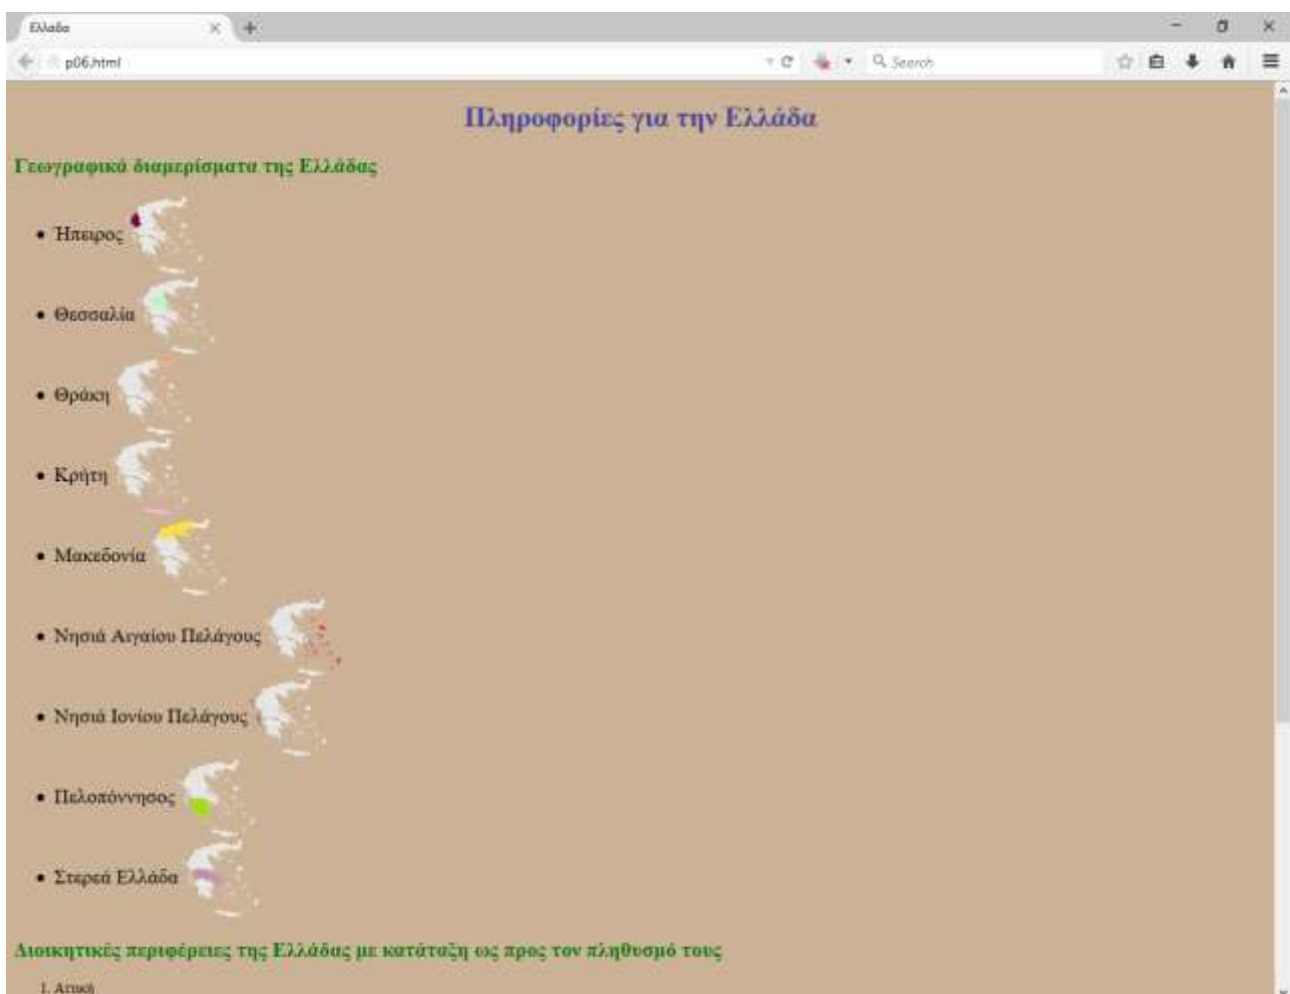 Ελλαδα
p06.html
Search
Πληροφορίες για την Ελλάδα
Γεωγραφικά διαμερίσματα της Ελλάδας
Ήπειρος
Θεσσαλία
Θράκη
Κρήτη
Μακεδονία
Νησιά Αιγαίου Πελάγους
Νησιά Ιονίου Πελάγους
Πελοπόννησος
Στερεά Ελλάδα
Διοικητικές περιφέρειες της Ελλάδας με κατάταξη ως προς τον πληθυσμό τους
1. Αττική